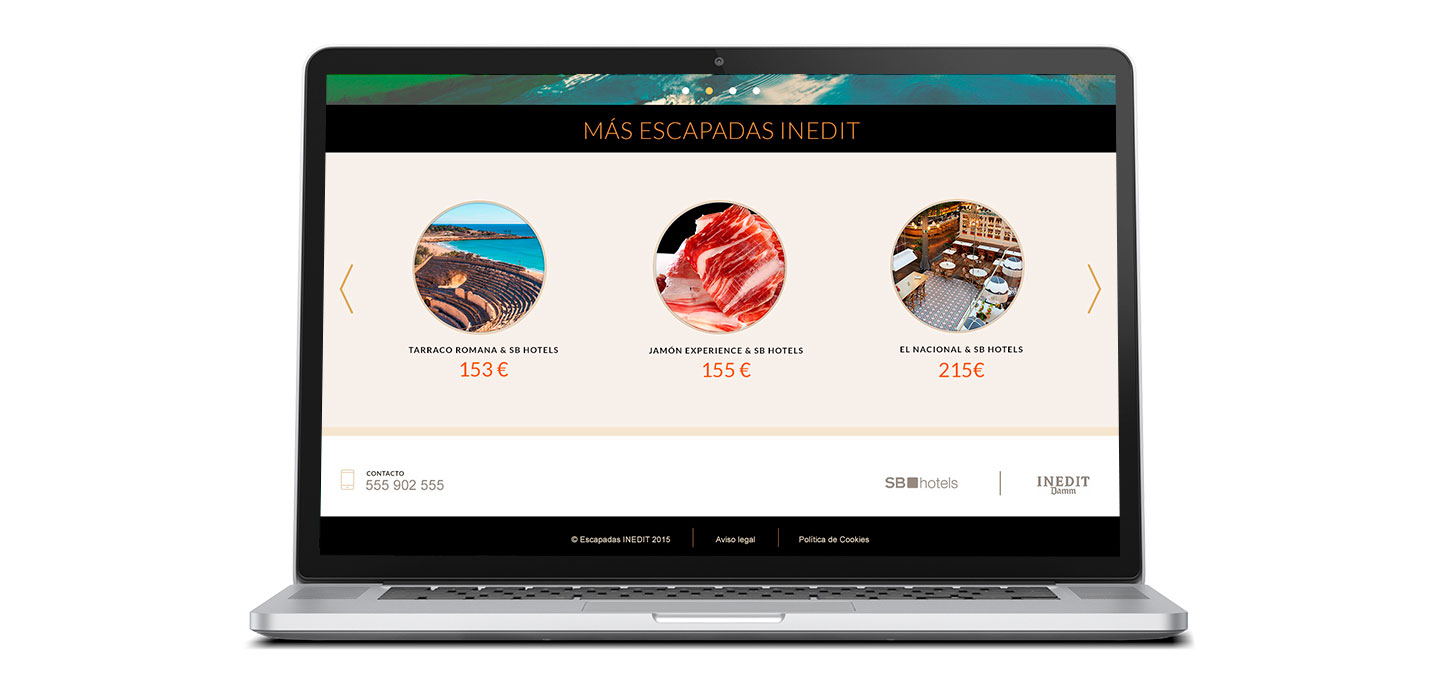 MÁS ESCAPADAS INEDIT
TARRACO ROMANA & SB HOTELS
153 €
JAMÓN EXPERIENCE & SB HOTELS
155 €
EL NACIONAL & SB HOTELS
215€
CONTACTO
555 902 555
SB hotels
INEDIT
Damm
© Escapadas INEDIT 2015
Aviso legal
Política de Cookies